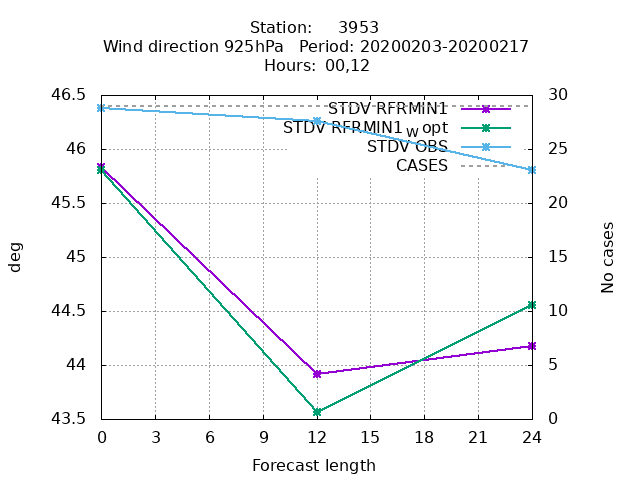 Station: 3953
Wind direction 925hPa Period: 20200203-20200217
Hours: 00,12
46.5
46
45.5
45
44.5
44
43.5
deg
30
25
20
15
10
5
0
No cases
STDV RFRMIN1
STDV RFRMIN1_w opt
STDV OBS
CASES
0 3 6 9 12 15 18 21 24
Forecast length